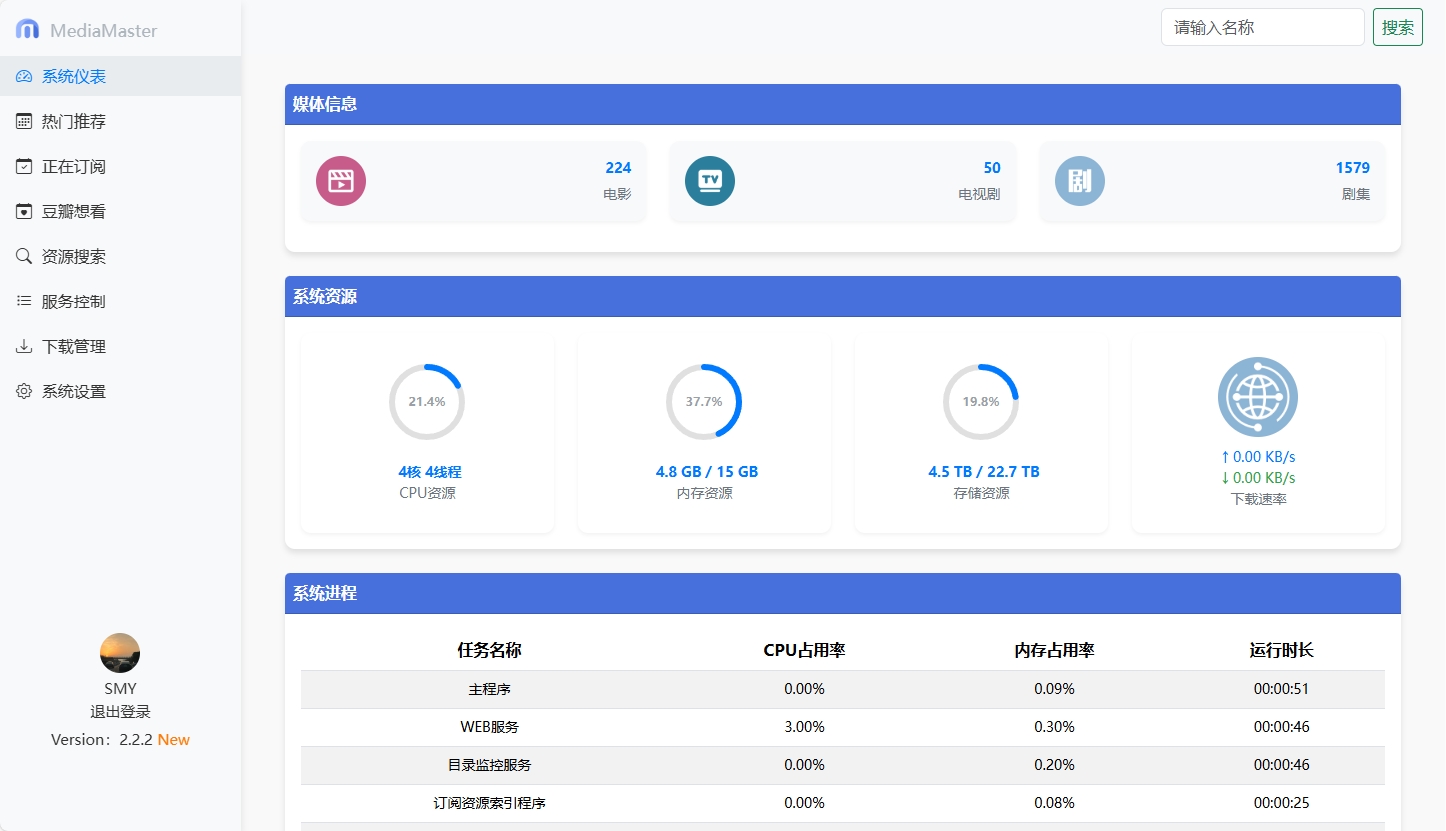 MediaMaster
系统仪表
热门推荐
正在订阅
豆瓣想看
资源搜索
服务控制
下载管理
系统设置
SMY
退出登录
Version：2.2.2 New
请输入名称 搜索
媒体信息
224
电影
TV
50
电视剧
剧
1579
剧集
系统资源
21.4%
4核 4线程
CPU资源
37.7%
4.8 GB / 15 GB
内存资源
19.8%
4.5 TB / 22.7 TB
存储资源
↑ 0.00 KB/s
↓ 0.00 KB/s
下载速率
系统进程
任务名称 CPU占用率 内存占用率 运行时长
主程序 0.00% 0.09% 00:00:51
WEB服务 3.00% 0.30% 00:00:46
目录监控服务 0.00% 0.20% 00:00:46
订阅资源索引程序 0.00% 0.08% 00:00:25